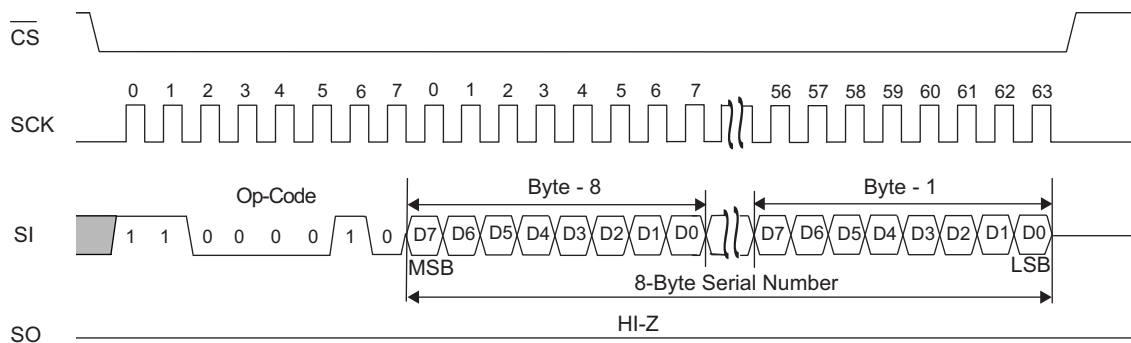 CS
0 1 2 3 4 5 6 7 0 1 2 3 4 5 6 7 56 57 58 59 60 61 62 63
SCK
Op-Code Byte - 8 Byte - 1
SI 1 1 0 0 0 0 1 0 D7 D6 D5 D4 D3 D2 D1 D0 D7 D6 D5 D4 D3 D2 D1 D0
MSB LSB
8-Byte Serial Number
HI-Z
SO